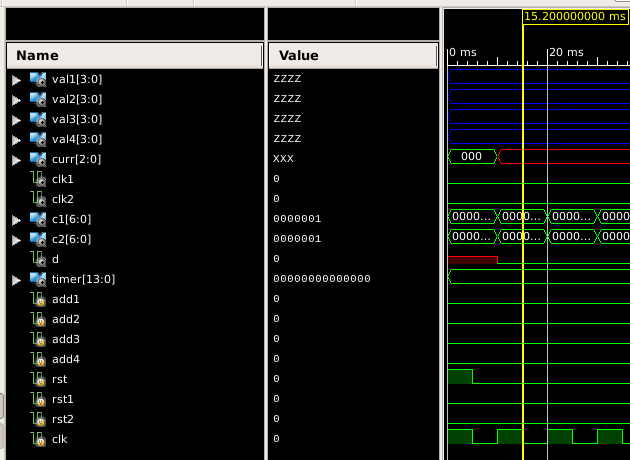 15.200000000 ms
Name Value 0 ms 20 ms
val1[3:0] ZZZZ
val2[3:0] ZZZZ
val3[3:0] ZZZZ
val4[3:0] ZZZZ
curr[2:0] XXX 000
clk1 0
clk2 0
c1[6:0] 0000001 0000... 0000... 0000... 0000
c2[6:0] 0000001 0000... 0000... 0000... 0000
d 0
timer[13:0] 00000000000000
add1 0
add2 0
add3 0
add4 0
rst 0
rst1 0
rst2 0
clk 0